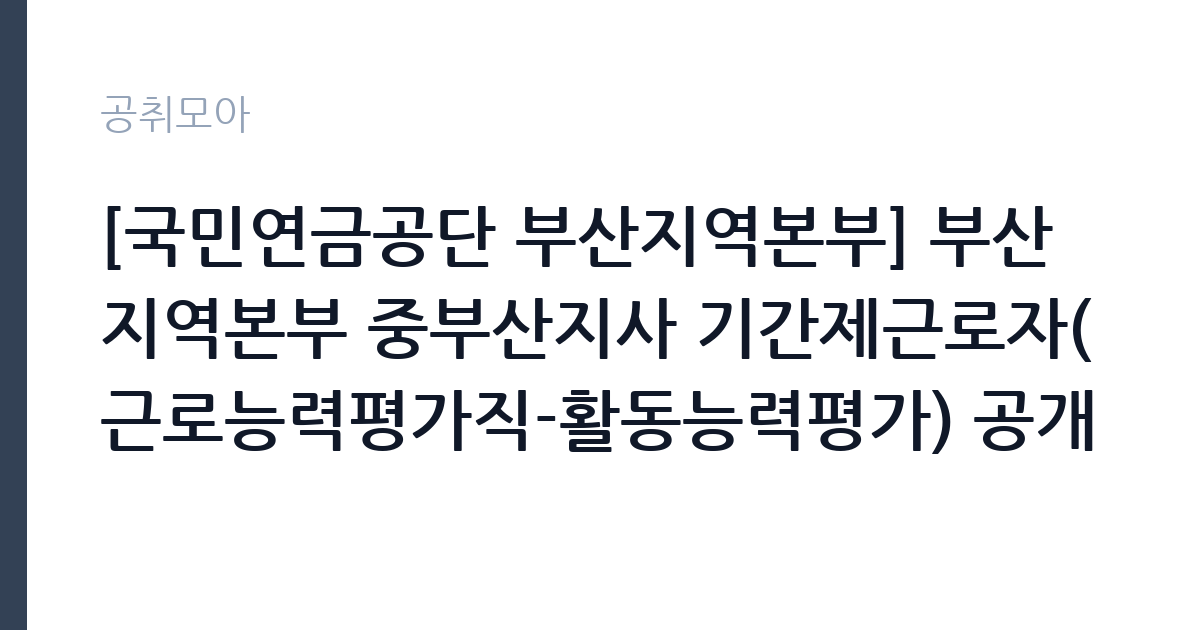 공취모아
[국민연금공단 부산지역본부] 부산
지역본부 중부산지사 기간제근로자(
근로능력평가직-활동능력평가) 공개